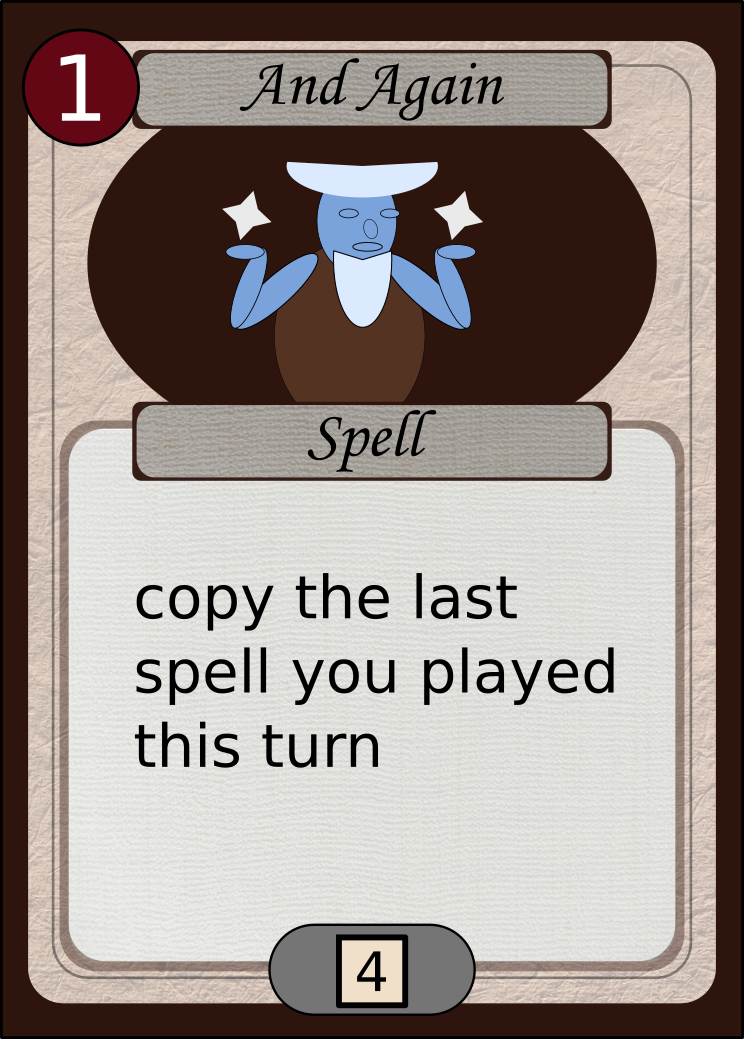 1
And Again
Spell
copy the last
spell you played
this turn
4